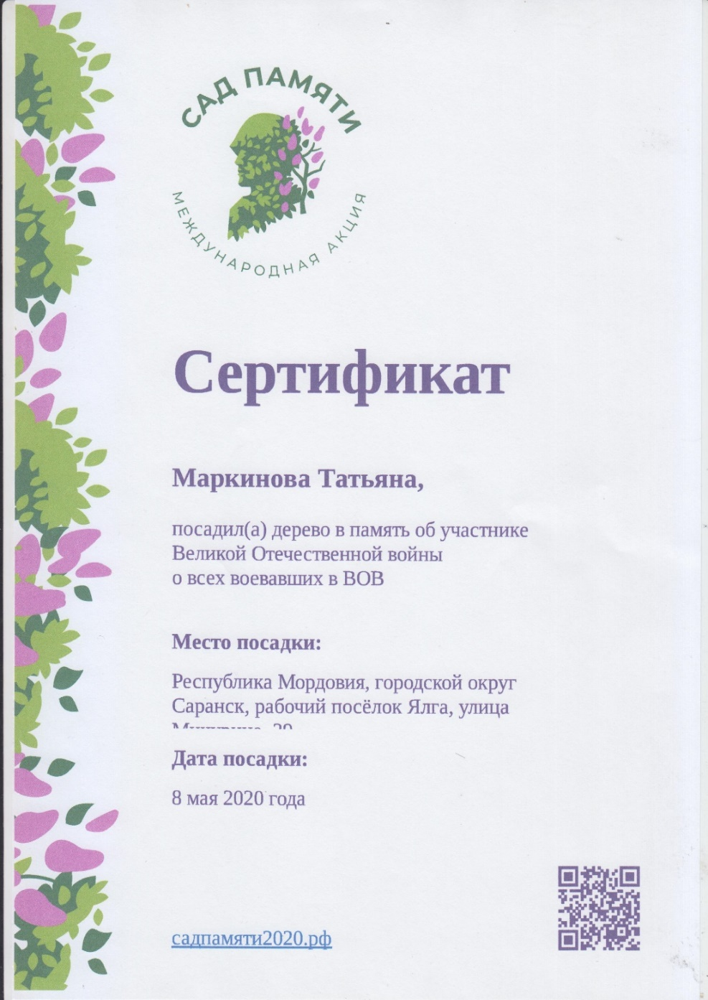 САД ПАМЯТИ
МЕЖДУНАРОДНАЯ АКЦИЯ
Сертификат
Маркинова Татьяна,
посадил(а) дерево в память об участнике
Великой Отечественной войны
о всех воевавших в ВОВ
Место посадки:
Республика Мордовия, городской округ
Саранск, рабочий посёлок Ялга, улица
Дата посадки:
8 мая 2020 года
садпамяти2020.рф